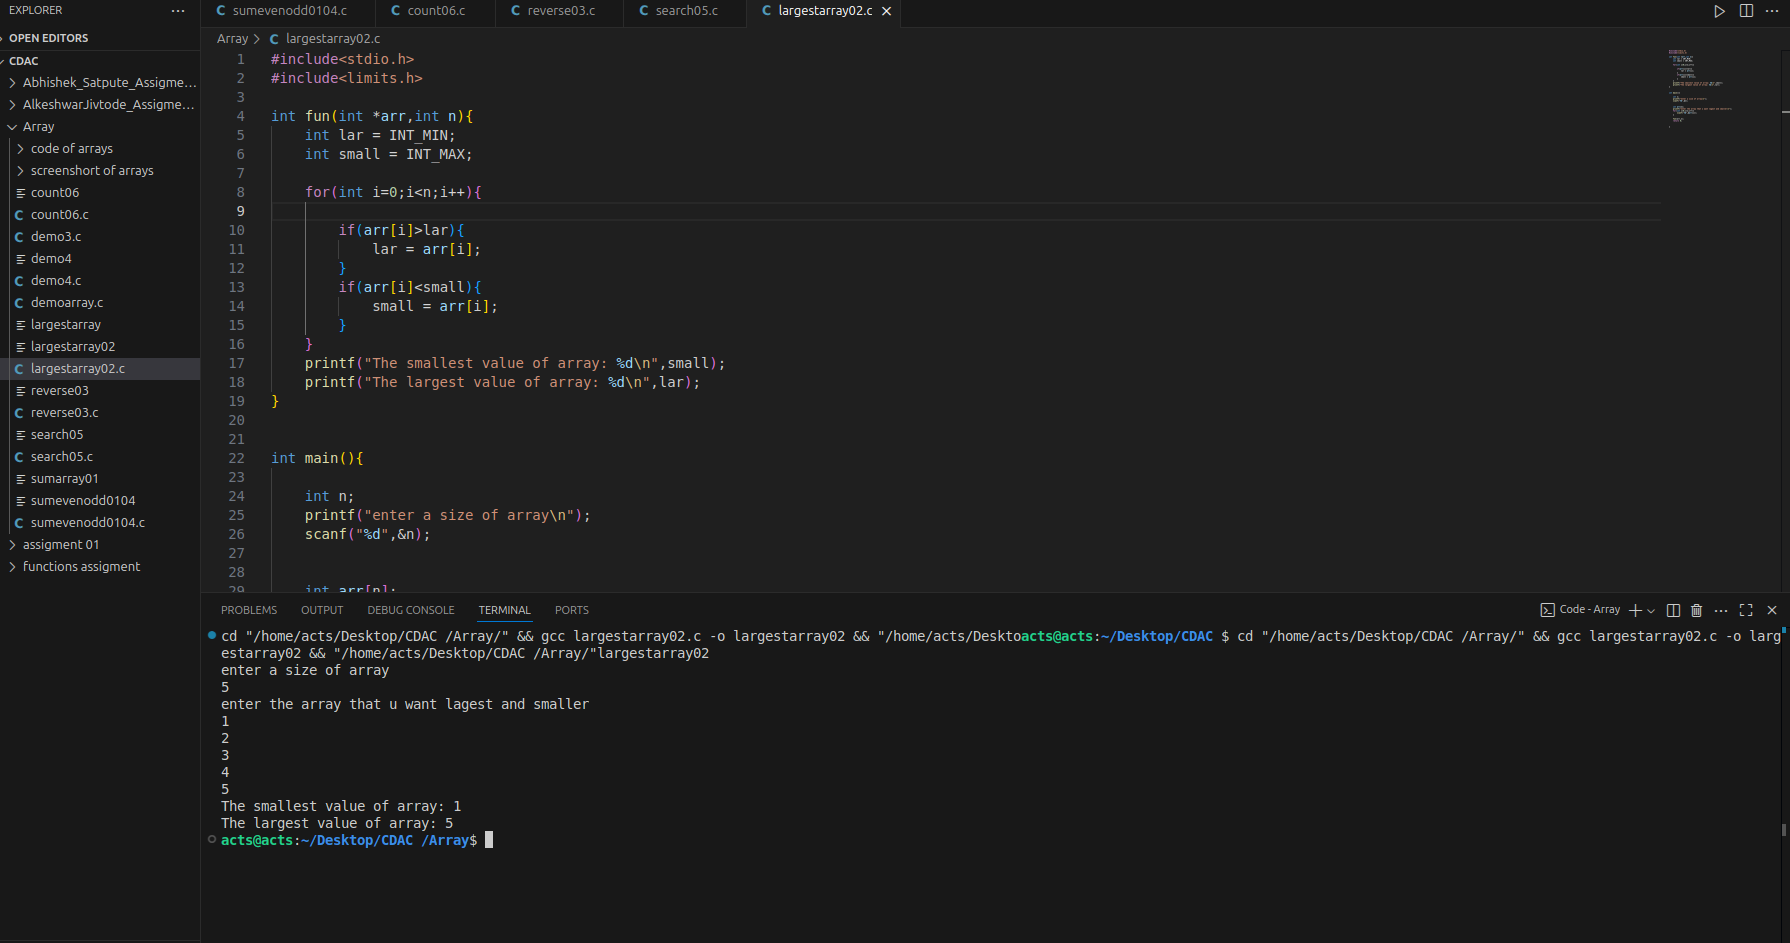 EXPLORER
OPEN EDITORS
CDAC
Abhishek_Satpute_Assigme...
AlkeshwarJivtode_Assigme...
Array
code of arrays
screenshort of arrays
count06
count06.c
demo3.c
demo4
demo4.c
demoarray.c
largestarray
largestarray02
largestarray02.c
reverse03
reverse03.c
search05
search05.c
sumarray01
sumevenodd0104
sumevenodd0104.c
assigment 01
functions assigment
sumevenodd0104.c count06.c reverse03.c search05.c largestarray02.c
Array > largestarray02.c
1 #include<stdio.h>
2 #include<limits.h>
3
4 int fun(int *arr,int n){
5 int lar = INT_MIN;
6 int small = INT_MAX;
7
8 for(int i=0;i<n;i++){
9
10 if(arr[i]>lar){
11 lar = arr[i];
12 }
13 if(arr[i]<small){
14 small = arr[i];
15 }
16 }
17 printf("The smallest value of array: %d\n",small);
18 printf("The largest value of array: %d\n",lar);
19 }
20
21
22 int main(){
23
24 int n;
25 printf("enter a size of array\n");
26 scanf("%d",&n);
27
28
29 int arr[n];
PROBLEMS OUTPUT DEBUG CONSOLE TERMINAL PORTS
Code - Array
cd "/home/acts/Desktop/CDAC /Array/" && gcc largestarray02.c -o largestarray02 && "/home/acts/Desktoacts@acts:~/Desktop/CDAC $ cd "/home/acts/Desktop/CDAC /Array/" && gcc largestarray02.c -o larg
estarray02 && "/home/acts/Desktop/CDAC /Array/"largestarray02
enter a size of array
5
enter the array that u want lagest and smaller
1
2
3
4
5
The smallest value of array: 1
The largest value of array: 5
acts@acts:~/Desktop/CDAC /Array$